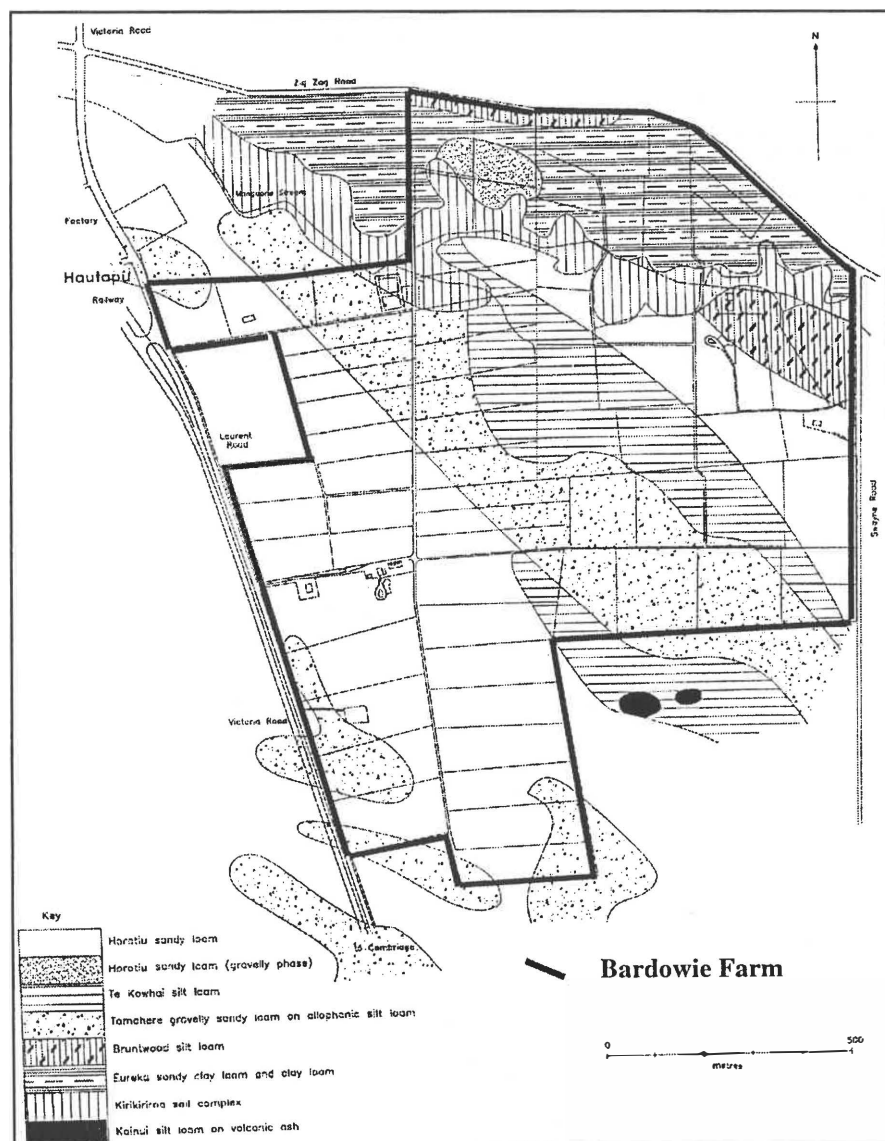 Victoria Road
N
Zig Zag Road
Mangaone Stream
Factory
Hautapu
Railway
Laurent
Road
Swayne Road
Victoria Road
to Cambridge
Key
Horotiu sandy loam
Horotiu sandy loam (gravelly phase)
Te Kowhai silt loam
Tamahere gravelly sandy loam on allophanic silt loam
Bruntwood silt loam
Eureka sandy clay loam and clay loam
Kirikiriroa soil complex
Kainui silt loam on volcanic ash
Bardowie Farm
0 500
metres